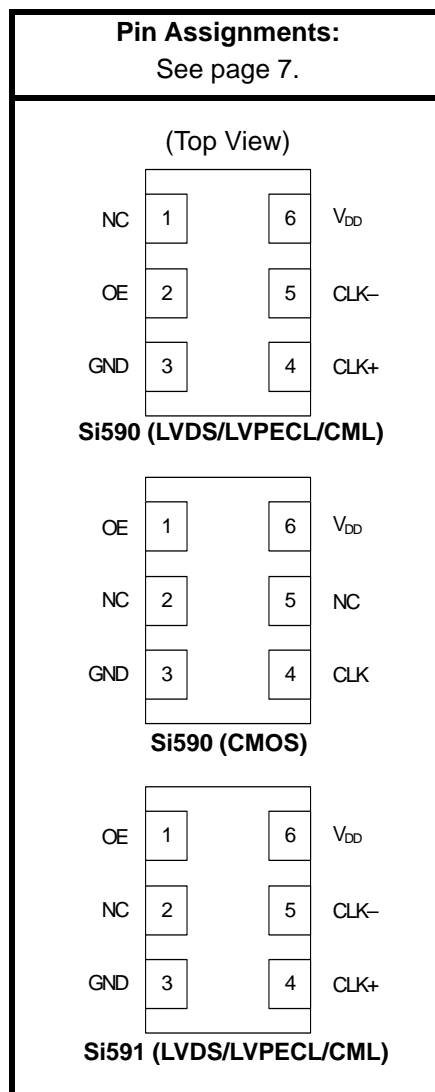 Pin Assignments:
See page 7.
(Top View)
NC 1 6 VDD
OE 2 5 CLK–
GND 3 4 CLK+
Si590 (LVDS/LVPECL/CML)
OE 1 6 VDD
NC 2 5 NC
GND 3 4 CLK
Si590 (CMOS)
OE 1 6 VDD
NC 2 5 CLK–
GND 3 4 CLK+
Si591 (LVDS/LVPECL/CML)